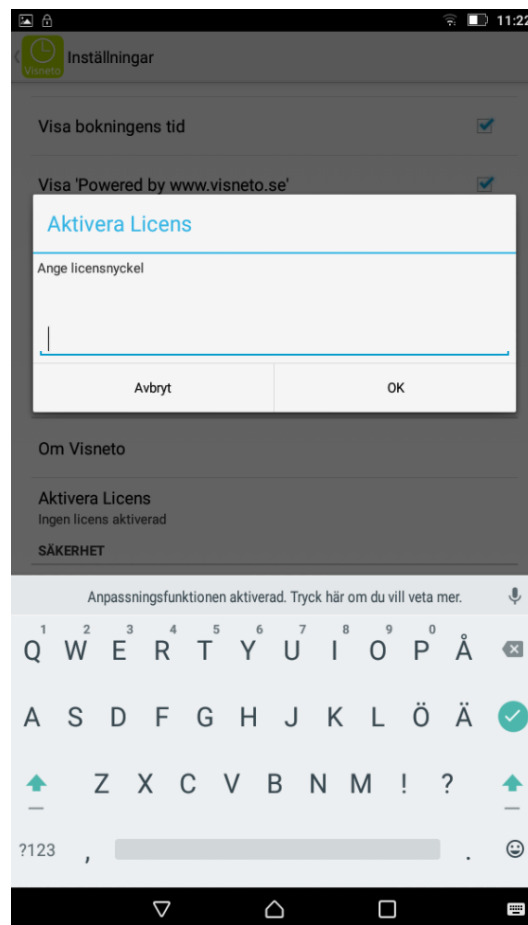 11:22
Visneto
Inställningar
Visa bokningens tid
Visa 'Powered by www.visneto.se'
Aktivera Licens
Ange licensnyckel
Avbryt
OK
Om Visneto
Aktivera Licens
Ingen licens aktiverad
SÄKERHET
Anpassningsfunktionen aktiverad. Tryck här om du vill veta mer.
1 2 3 4 5 6 7 8 9 0
Q W E R T Y U I O P Å
A S D F G H J K L Ö Ä
Z X C V B N M ! ?
?123 , .